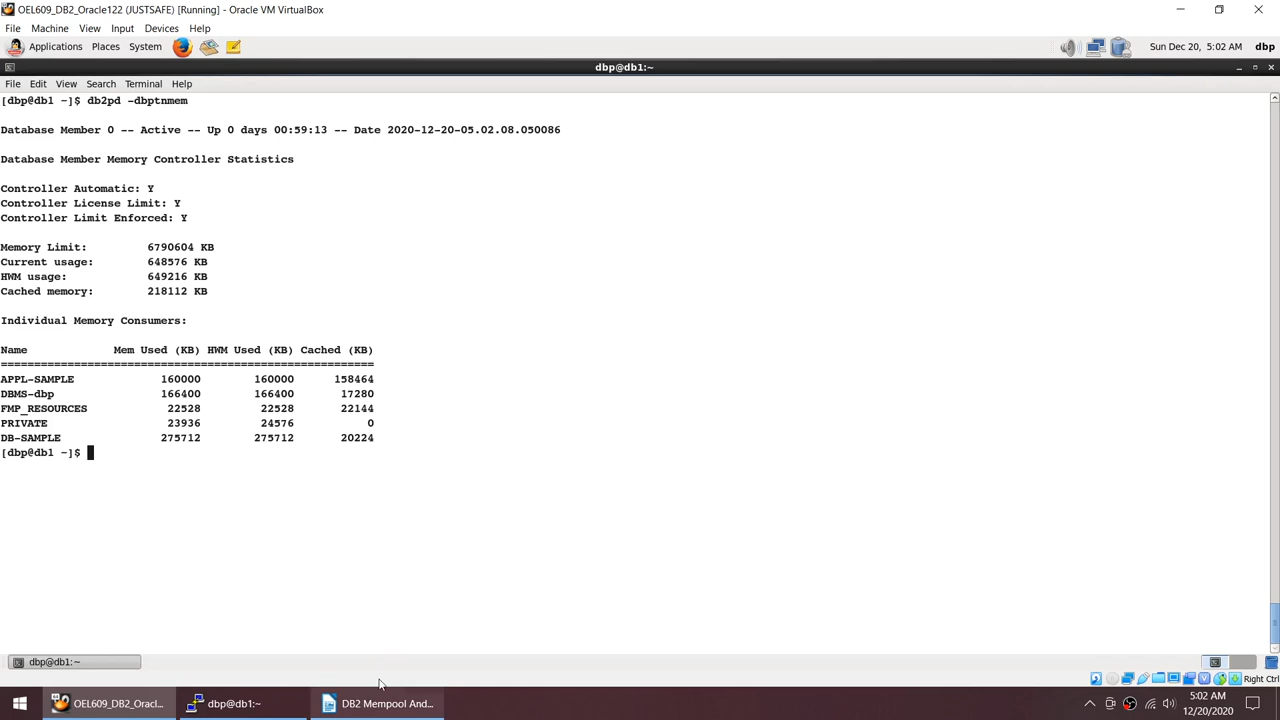 OEL609_DB2_Oracle122 (JUSTSAFE) [Running] - Oracle VM VirtualBox
File Machine View Input Devices Help
Applications Places System Sun Dec 20, 5:02 AM dbp
dbp@db1:~
File Edit View Search Terminal Help
[dbp@db1 ~]$ db2pd -dbptnmem
Database Member 0 -- Active -- Up 0 days 00:59:13 -- Date 2020-12-20-05.02.08.050086
Database Member Memory Controller Statistics
Controller Automatic: Y
Controller License Limit: Y
Controller Limit Enforced: Y
Memory Limit: 6790604 KB
Current usage: 648576 KB
HWM usage: 649216 KB
Cached memory: 218112 KB
Individual Memory Consumers:
Name Mem Used (KB) HWM Used (KB) Cached (KB)
========================================================
APPL-SAMPLE 160000 160000 158464
DBMS-dbp 166400 166400 17280
FMP_RESOURCES 22528 22528 22144
PRIVATE 23936 24576 0
DB-SAMPLE 275712 275712 20224
[dbp@db1 ~]$
dbp@db1:~
Right Ctrl
OEL609_DB2_Oracl... dbp@db1:~ DB2 Mempool And... 5:02 AM
12/20/2020